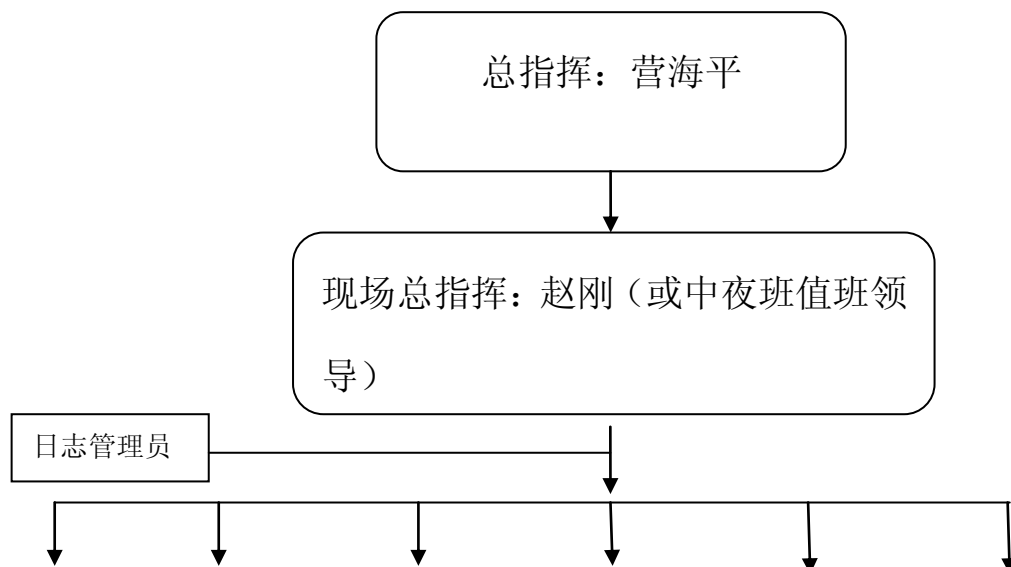 总指挥：营海平
现场总指挥：赵刚（或中夜班值班领
导）
日志管理员